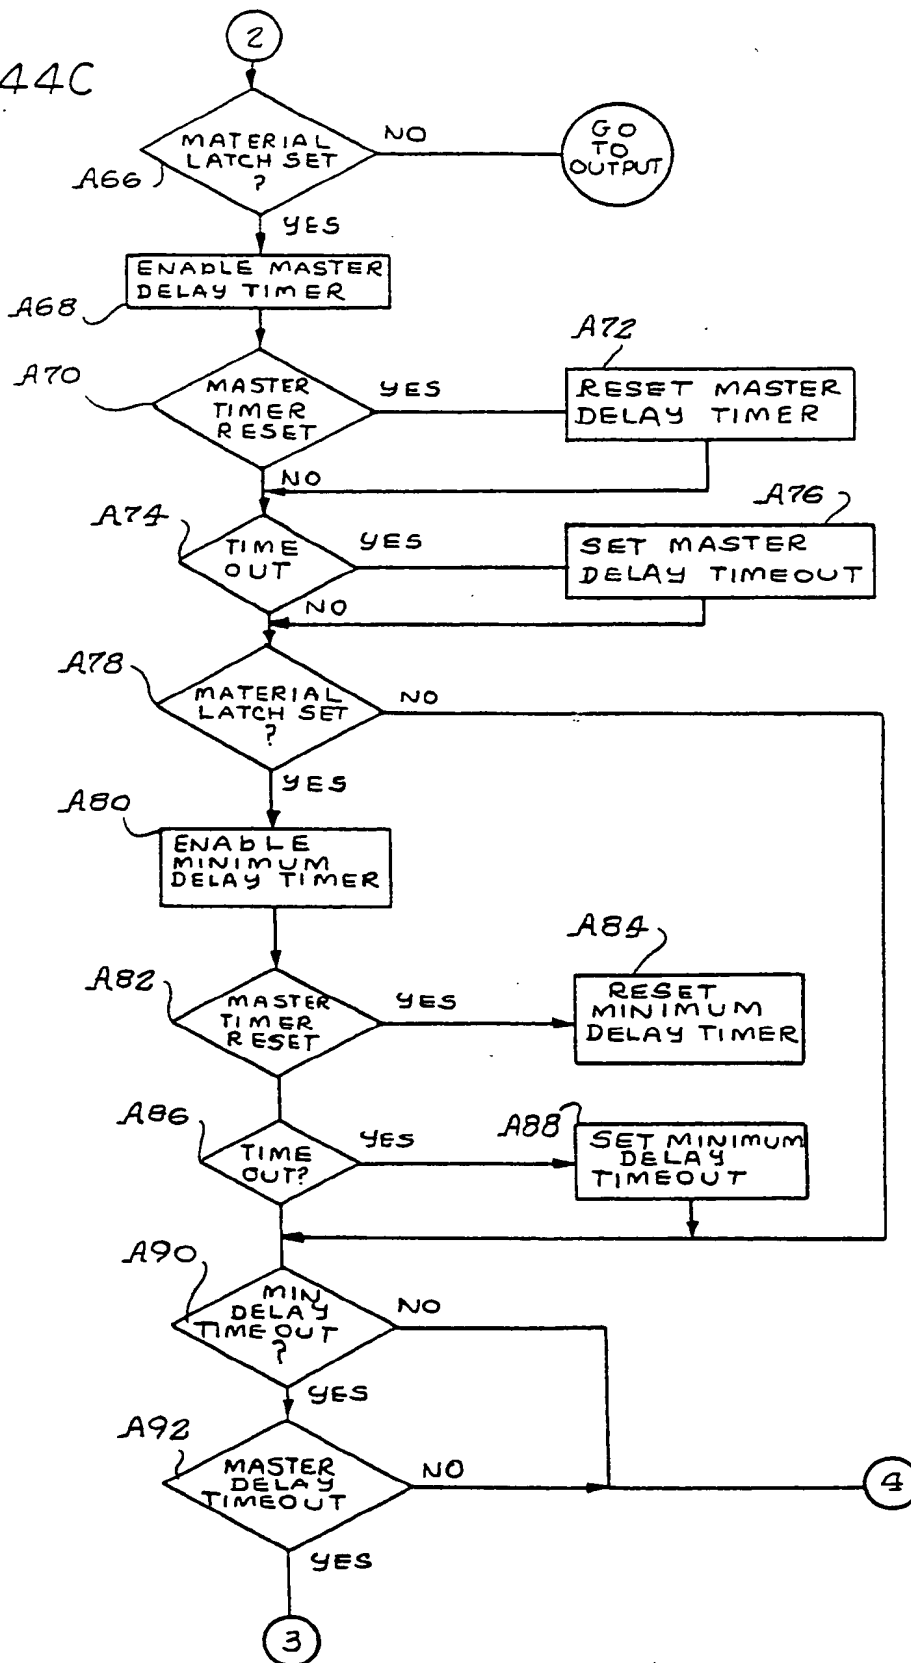 2
44C
MATERIAL
LATCH SET
?
NO
GO
TO
OUTPUT
A66
YES
ENABLE MASTER
DELAY TIMER
A68
A72
A70
MASTER
TIMER
RESET
YES
RESET MASTER
DELAY TIMER
NO
A76
A74
TIME
OUT
YES
SET MASTER
DELAY TIMEOUT
NO
A78
MATERIAL
LATCH SET
?
NO
YES
A80
ENABLE
MINIMUM
DELAY TIMER
A84
A82
MASTER
TIMER
RESET
YES
RESET
MINIMUM
DELAY TIMER
A86
TIME
OUT?
YES
A88
SET MINIMUM
DELAY
TIMEOUT
A90
MIN
DELAY
TIMEOUT
?
NO
YES
A92
MASTER
DELAY
TIMEOUT
NO
4
YES
3